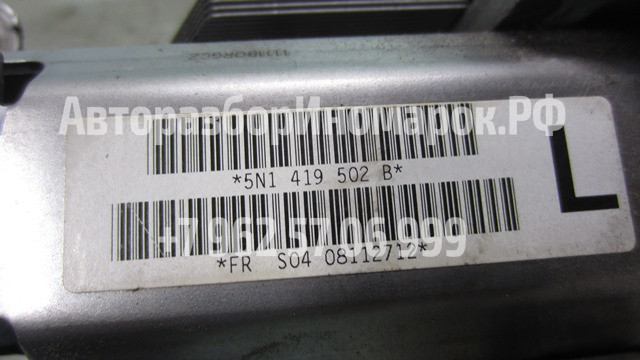 АвторазборИномарок.РФ
*5N1 419 502 B*
L
+7 962 5706 999
*FR S04 08112712*